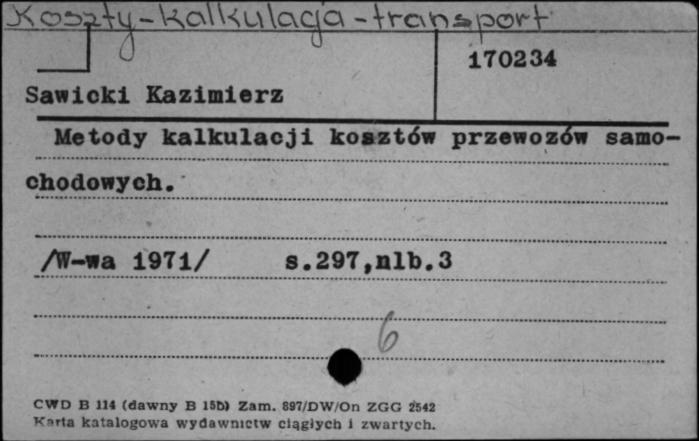 Koszty-kalkulacja-transport
170234
Sawicki Kazimierz
Metody kalkulacji kosztów przewozów samo-
chodowych.
/W-wa 1971/ s.297,nlb.3
6
CWD B 114 (dawny B 15b) Zam. 897/DW/On ZGG 2542
Karta katalogowa wydawnictw ciągłych i zwartych.